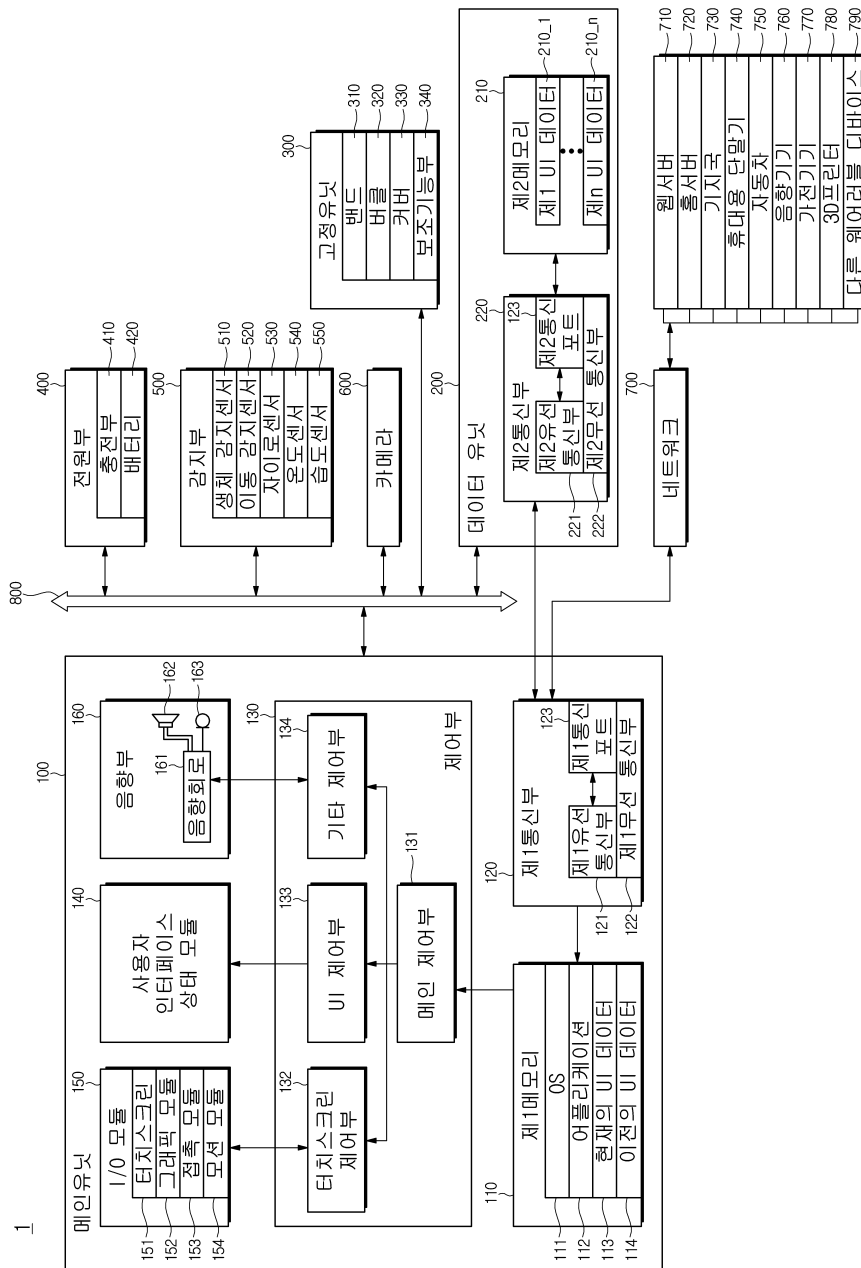 1
메인유닛
100
150
I/O 모듈
151
터치스크린
152
그래픽 모듈
153
접촉 모듈
154
모션 모듈
140
사용자
인터페이스
상태 모듈
160
음향부
161
음향회로
162
163
130
제어부
132
터치스크린
제어부
133
UI 제어부
134
기타 제어부
131
메인 제어부
110
제1메모리
111
OS
112
어플리케이션
113
현재의 UI 데이터
114
이전의 UI 데이터
120
제1통신부
121
제1유선
통신부
123
제1통신
포트
122
제1무선 통신부
800
400
전원부
충전부
410
배터리
420
500
감지부
생체 감지센서
510
이동 감지센서
520
자이로센서
530
온도센서
540
습도센서
550
600
카메라
300
고정유닛
밴드
310
버클
320
커버
330
보조기능부
340
200
데이터 유닛
220
제2통신부
221
제2유선
통신부
123
제2통신
포트
222
제2무선 통신부
210
제2메모리
제1 UI 데이터
210_1
제n UI 데이터
210_n
700
네트워크
웹서버
710
홈서버
720
기지국
730
휴대용 단말기
740
자동차
750
음향기기
760
가전기기
770
3D프린터
780
다른 웨어러블 디바이스
790